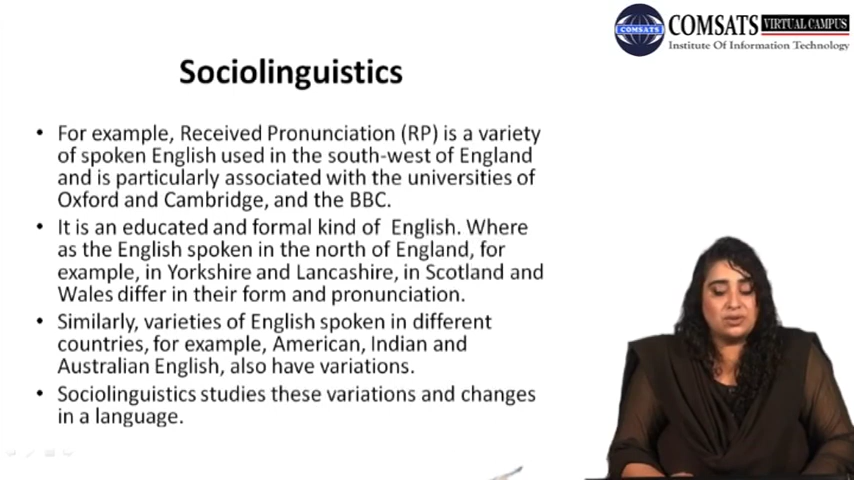 COMSATS
COMSATS VIRTUAL CAMPUS
Institute Of Information Technology
Sociolinguistics
• For example, Received Pronunciation (RP) is a variety
of spoken English used in the south-west of England
and is particularly associated with the universities of
Oxford and Cambridge, and the BBC.
• It is an educated and formal kind of English. Where
as the English spoken in the north of England, for
example, in Yorkshire and Lancashire, in Scotland and
Wales differ in their form and pronunciation.
• Similarly, varieties of English spoken in different
countries, for example, American, Indian and
Australian English, also have variations.
• Sociolinguistics studies these variations and changes
in a language.